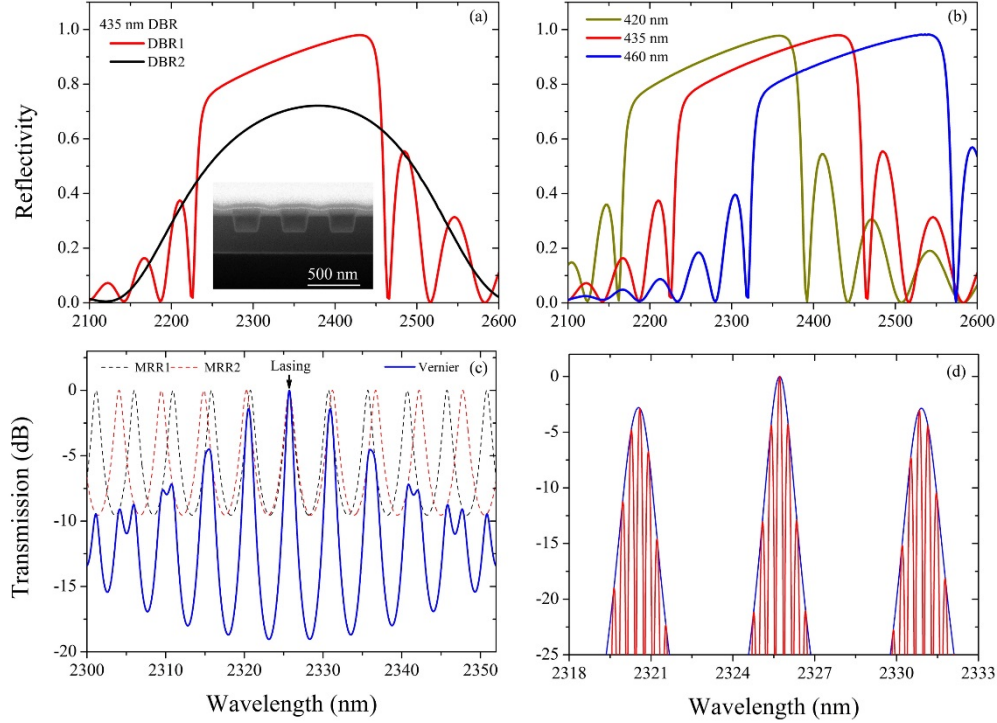 435 nm DBR
DBR1
DBR2
(a)
500 nm
Reflectivity
1.0
0.8
0.6
0.4
0.2
0.0
2100 2200 2300 2400 2500 2600
420 nm
435 nm
460 nm
(b)
1.0
0.8
0.6
0.4
0.2
0.0
2100 2200 2300 2400 2500 2600
MRR1 MRR2 Lasing Vernier
(c)
Transmission (dB)
0
-5
-10
-15
-20
2300 2310 2320 2330 2340 2350
Wavelength (nm)
(d)
0
-5
-10
-15
-20
-25
2318 2321 2324 2327 2330 2333
Wavelength (nm)